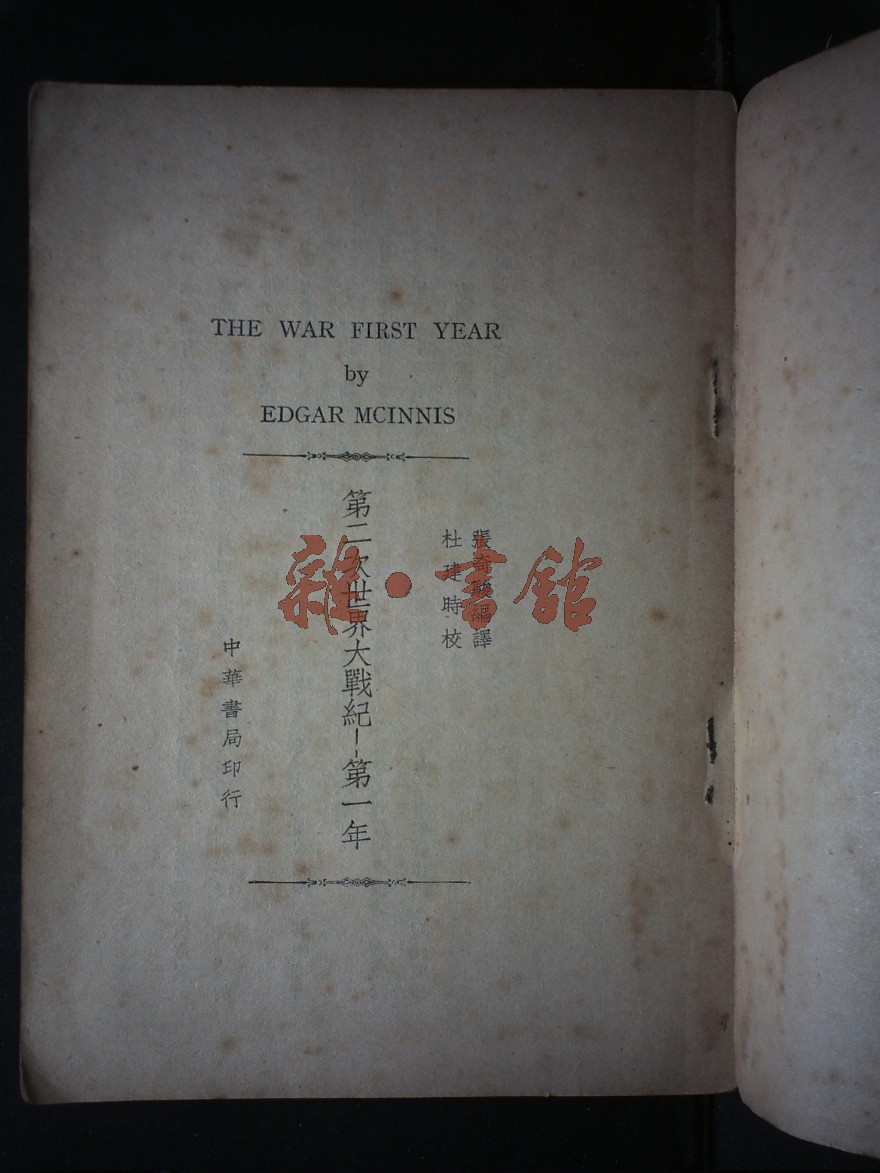 THE WAR FIRST YEAR
by
EDGAR MCINNIS
張奇 編譯
杜建時校
第二次世界大戰紀——第一年
中華書局印行
雜·書館